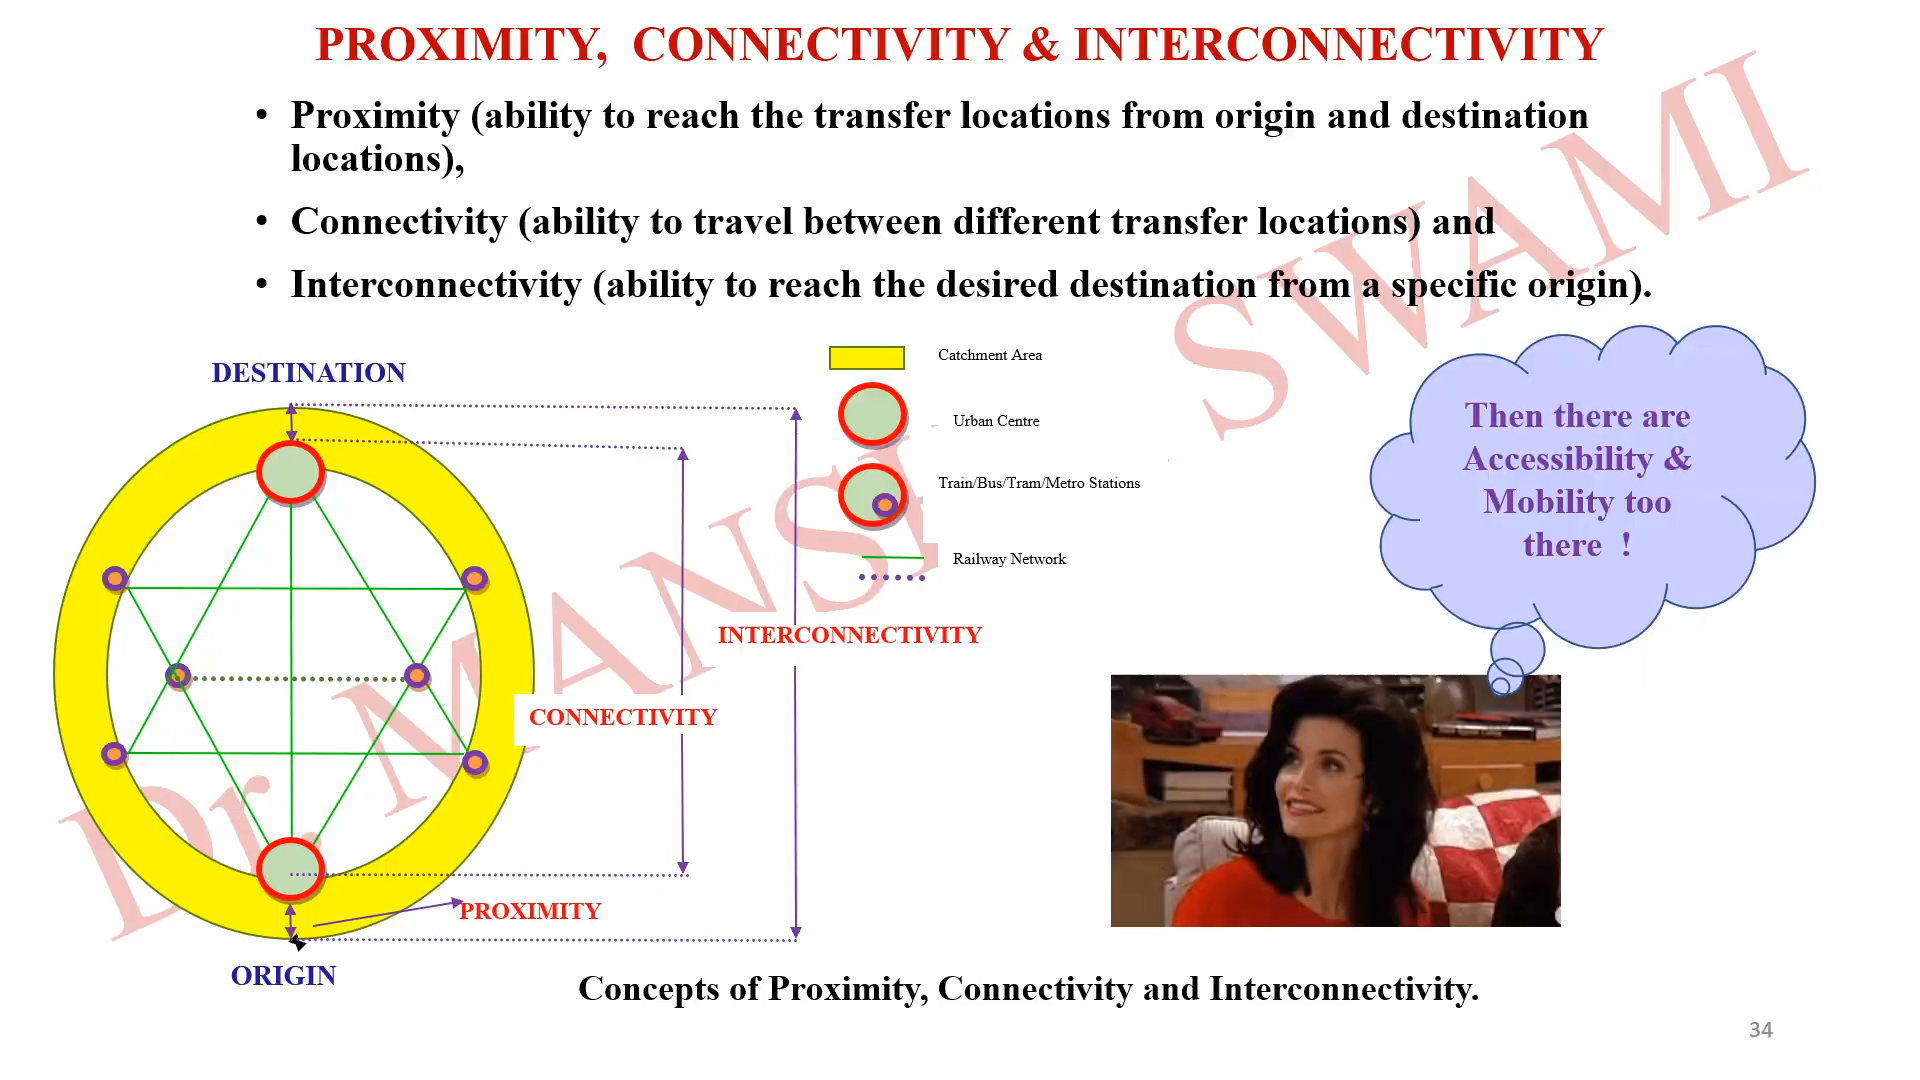 PROXIMITY, CONNECTIVITY & INTERCONNECTIVITY
• Proximity (ability to reach the transfer locations from origin and destination
locations),
• Connectivity (ability to travel between different transfer locations) and
• Interconnectivity (ability to reach the desired destination from a specific origin).
DESTINATION
Catchment Area
Urban Centre
Train/Bus/Tram/Metro Stations
Railway Network
INTERCONNECTIVITY
CONNECTIVITY
PROXIMITY
ORIGIN
Then there are
Accessibility &
Mobility too
there !
Concepts of Proximity, Connectivity and Interconnectivity.
34
Dr. MANSI SWAMI